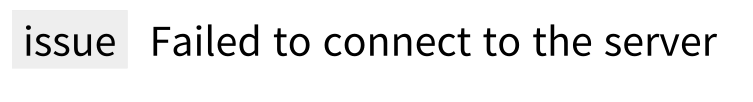 issue Failed to connect to the server